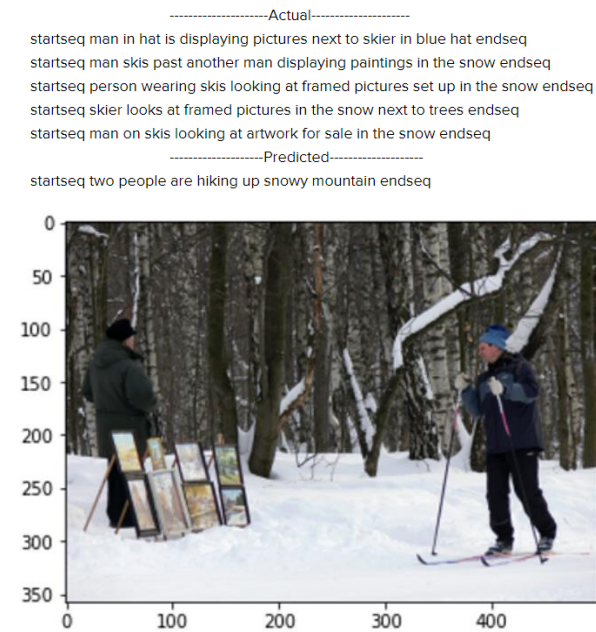 ---------------------Actual---------------------
startseq man in hat is displaying pictures next to skier in blue hat endseq
startseq man skis past another man displaying paintings in the snow endseq
startseq person wearing skis looking at framed pictures set up in the snow endseq
startseq skier looks at framed pictures in the snow next to trees endseq
startseq man on skis looking at artwork for sale in the snow endseq
--------------------Predicted--------------------
startseq two people are hiking up snowy mountain endseq
0
50
100
150
200
250
300
350
0 100 200 300 400